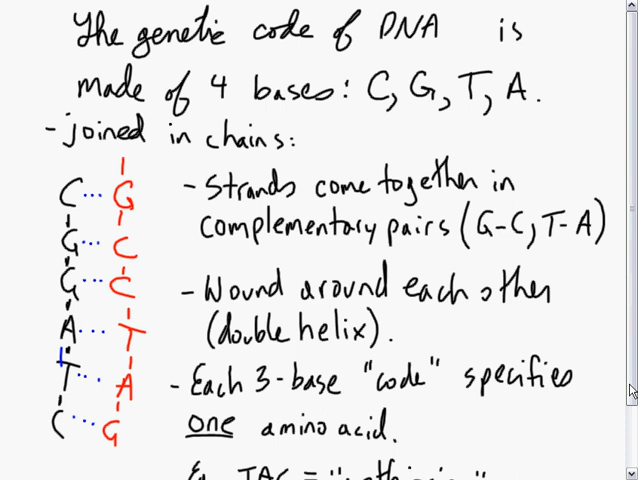 The genetic code of DNA is
made of 4 bases: C, G, T, A.
- joined in chains:
C ... G
G ... C
G ... C
A ... T
T ... A
C ... G
- Strands come together in
complementary pairs (G-C, T-A)
- Wound around each other
(double helix).
- Each 3-base "code" specifies
one amino acid.